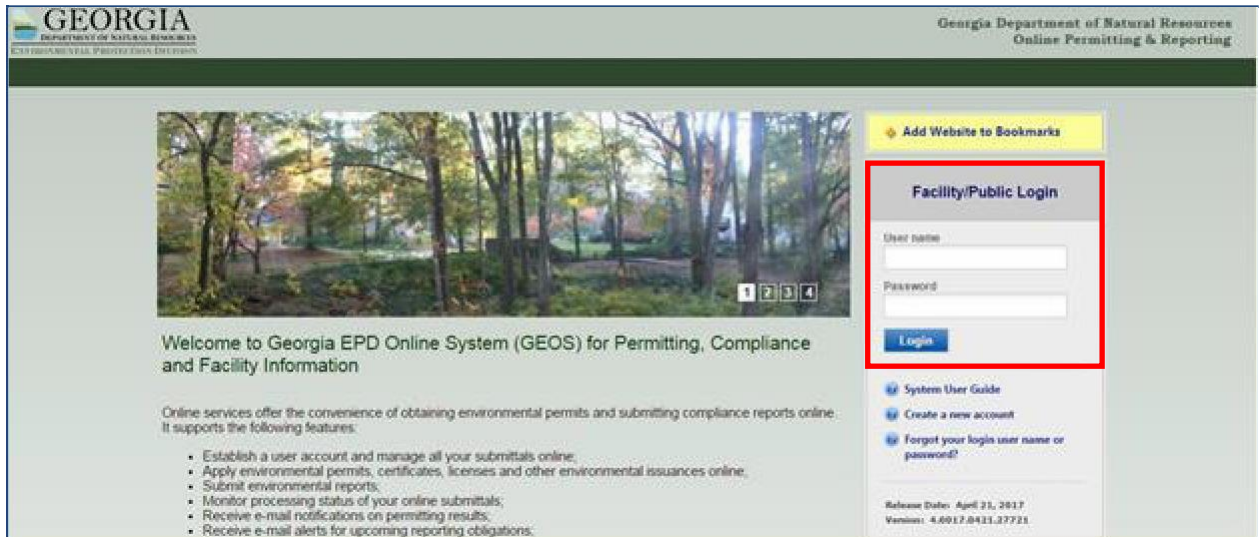 GEORGIA
DEPARTMENT OF NATURAL RESOURCES
ENVIRONMENTAL PROTECTION DIVISION
Georgia Department of Natural Resources
Online Permitting & Reporting
Add Website to Bookmarks
Facility/Public Login
User name
Password
Login
1 2 3 4
Welcome to Georgia EPD Online System (GEOS) for Permitting, Compliance
and Facility Information
Online services offer the convenience of obtaining environmental permits and submitting compliance reports online.
It supports the following features:
• Establish a user account and manage all your submittals online;
• Apply environmental permits, certificates, licenses and other environmental issuances online;
• Submit environmental reports;
• Monitor processing status of your online submittals;
• Receive e-mail notifications on permitting results;
• Receive e-mail alerts for upcoming reporting obligations;
System User Guide
Create a new account
Forgot your login user name or
password?
Release Date: April 21, 2017
Version: 4.0017.0421.27721